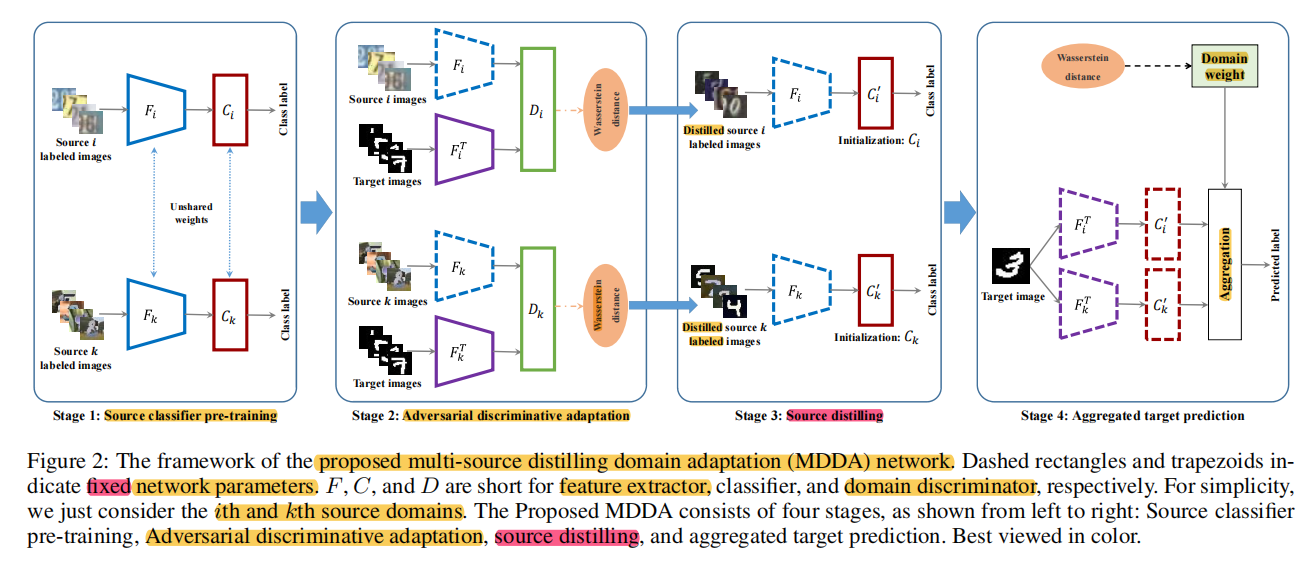 F_i
C_i
Class label
Source i
labeled images
Unshared
weights
F_k
C_k
Class label
Source k
labeled images
Stage 1: Source classifier pre-training
F_i
Source i images
D_i
Wasserstein
distance
F_i^T
Target images
F_k
Source k images
D_k
Wasserstein
distance
F_k^T
Target images
Stage 2: Adversarial discriminative adaptation
F_i
C_i′
Class label
Distilled source i
labeled images
Initialization: C_i
F_k
C_k′
Class label
Distilled source k
labeled images
Initialization: C_k
Stage 3: Source distilling
Wasserstein
distance
Domain
weight
F_i^T
C_i′
Target image
F_k^T
C_k′
Aggregation
Predicted label
Stage 4: Aggregated target prediction
Figure 2: The framework of the proposed multi-source distilling domain adaptation (MDDA) network. Dashed rectangles and trapezoids in-
dicate fixed network parameters. F, C, and D are short for feature extractor, classifier, and domain discriminator, respectively. For simplicity,
we just consider the ith and kth source domains. The Proposed MDDA consists of four stages, as shown from left to right: Source classifier
pre-training, Adversarial discriminative adaptation, source distilling, and aggregated target prediction. Best viewed in color.